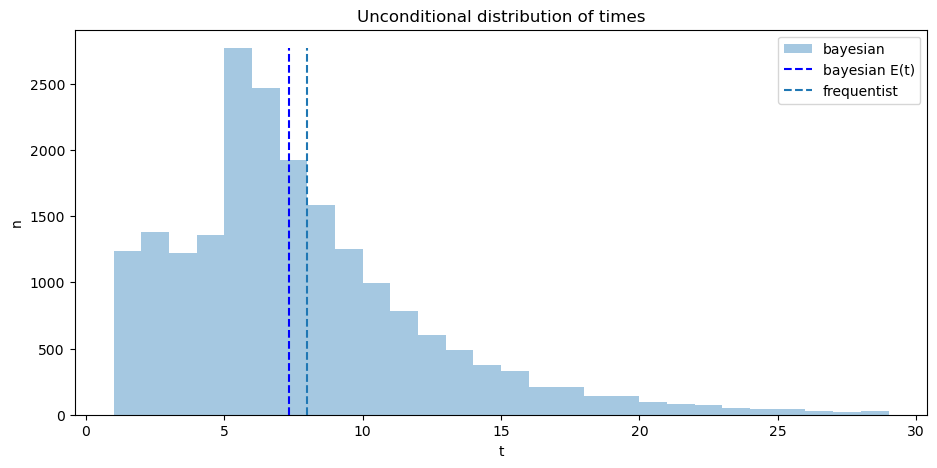 Unconditional distribution of times
bayesian
bayesian E(t)
frequentist
n
2500
2000
1500
1000
500
0
0 5 10 15 20 25 30
t